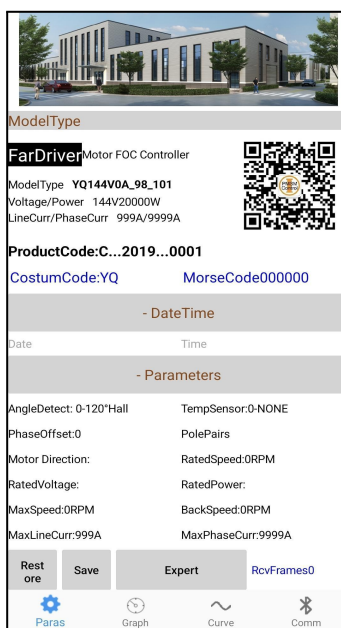 ModelType
FarDriver Motor FOC Controller
ModelType YQ144V0A_98_101
Voltage/Power 144V20000W
LineCurr/PhaseCurr 999A/9999A
ProductCode:C...2019...0001
CostumCode:YQ MorseCode000000
- DateTime
Date Time
- Parameters
AngleDetect: 0-120°Hall TempSensor:0-NONE
PhaseOffset:0 PolePairs
Motor Direction: RatedSpeed:0RPM
RatedVoltage: RatedPower:
MaxSpeed:0RPM BackSpeed:0RPM
MaxLineCurr:999A MaxPhaseCurr:9999A
Rest
ore Save Expert RcvFrames0
Paras Graph Curve Comm